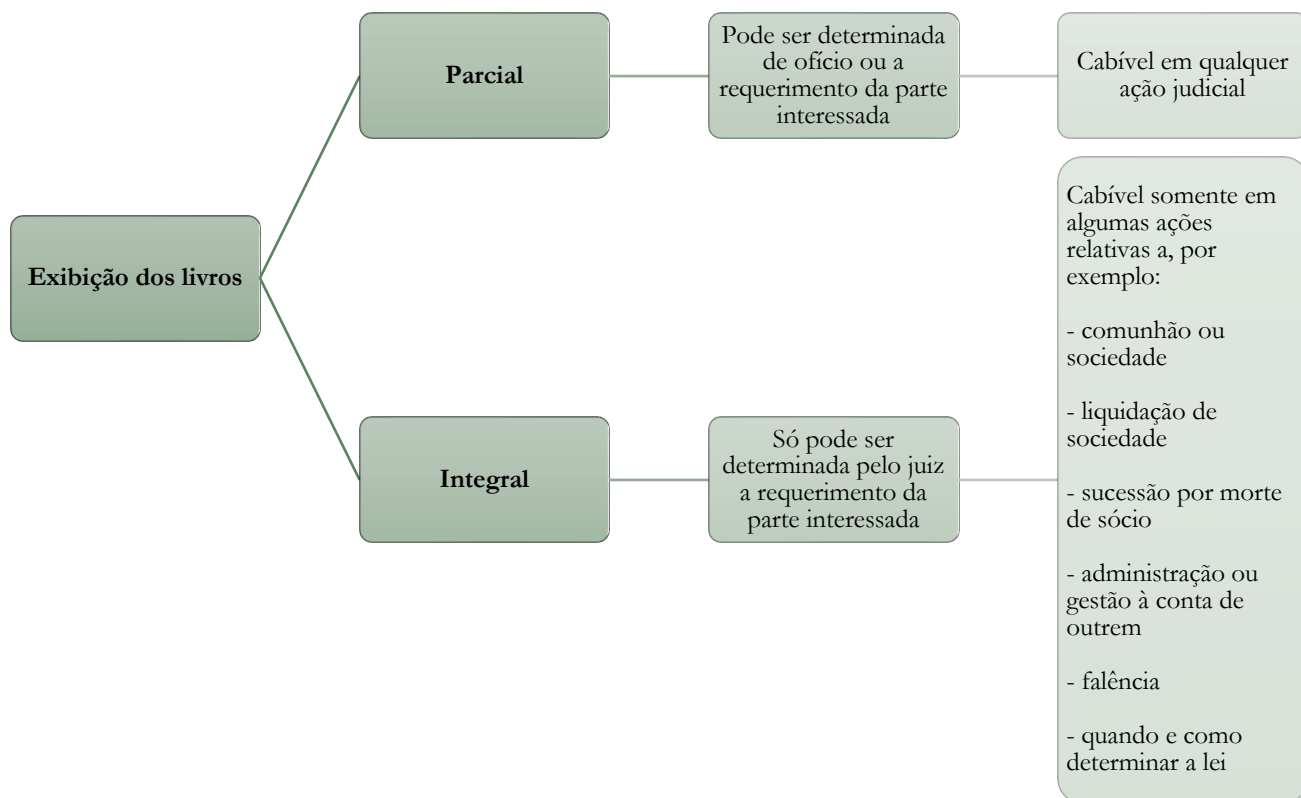 Exibição dos livros
Parcial
Pode ser determinada
de ofício ou a
requerimento da parte
interessada
Cabível em qualquer
ação judicial
Integral
Só pode ser
determinada pelo juiz
a requerimento da
parte interessada
Cabível somente em
algumas ações
relativas a, por
exemplo:
- comunhão ou
sociedade
- liquidação de
sociedade
- sucessão por morte
de sócio
- administração ou
gestão à conta de
outrem
- falência
- quando e como
determinar a lei